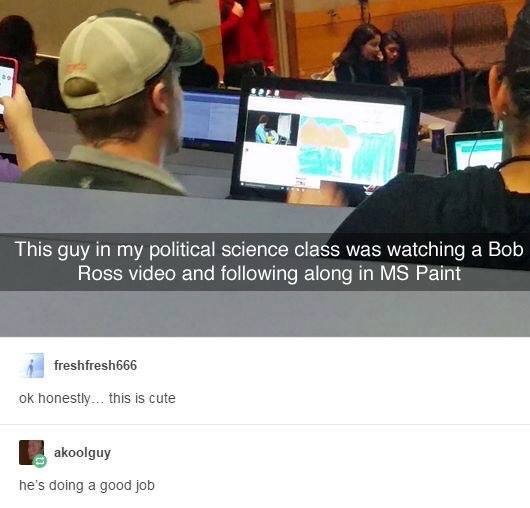 This guy in my political science class was watching a Bob
Ross video and following along in MS Paint
freshfresh666
ok honestly… this is cute
akoolguy
he's doing a good job